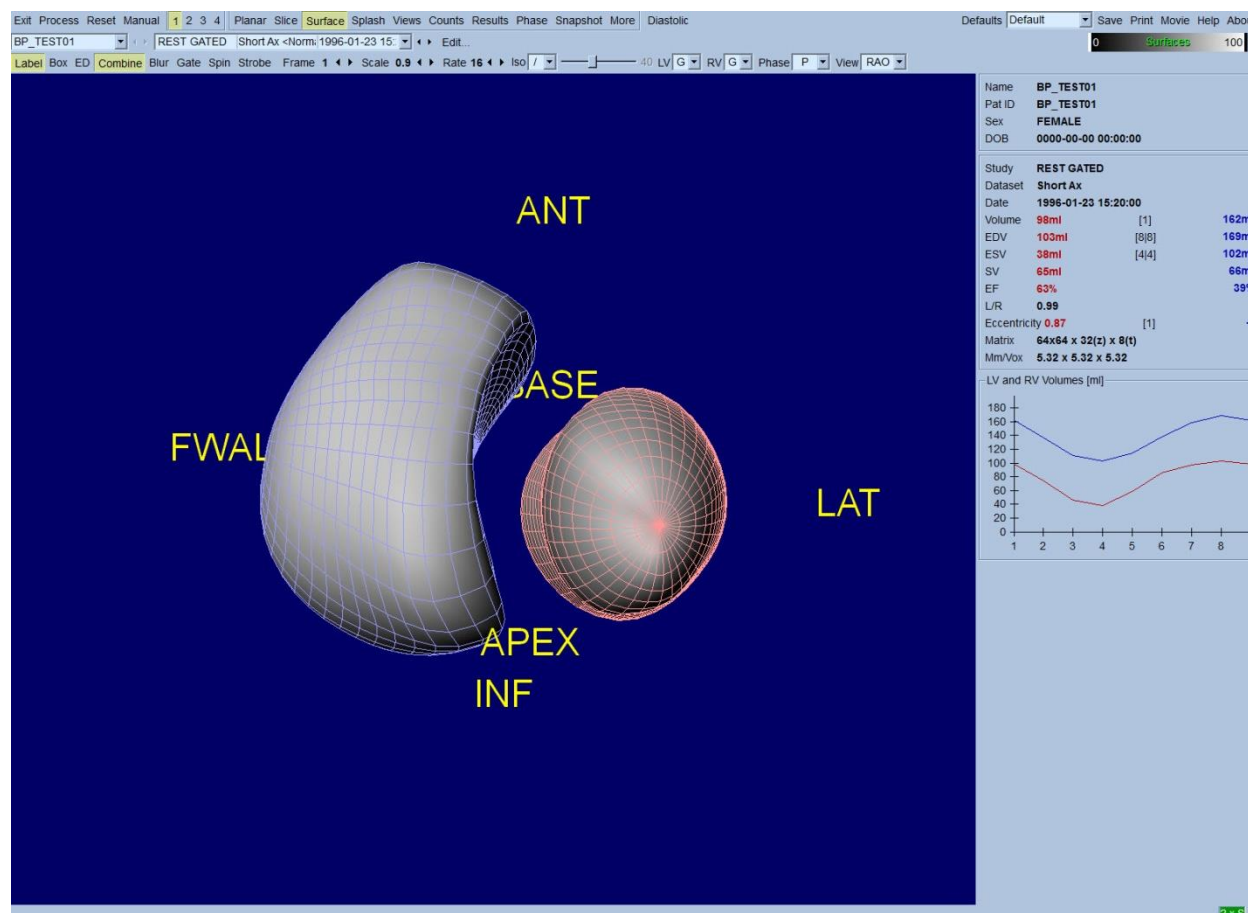 Exit Process Reset Manual 1 2 3 4 Planar Slice Surface Splash Views Counts Results Phase Snapshot More Diastolic Defaults Default Save Print Movie Help
BP_TEST01 REST GATED Short Ax 1996-01-23 15: Edit... 0 Surfaces 100
Label Box ED Combine Blur Gate Spin Strobe Frame 1 Scale 0.9 Rate 16 Iso / 40 LV G RV G Phase P View RAO
ANT
BASE
FWAL
LAT
APEX
INF
Name BP_TEST01
Pat ID BP_TEST01
Sex FEMALE
DOB 0000-00-00 00:00:00
Study REST GATED
Dataset Short Ax
Date 1996-01-23 15:20:00
Volume 98ml [1] 162m
EDV 103ml [8|8] 169m
ESV 38ml [4|4] 102m
SV 65ml 66m
EF 63% 39%
L/R 0.99
Eccentricity 0.87 [1]
Matrix 64x64 x 32(z) x 8(t)
Mm/Vox 5.32 x 5.32 x 5.32
LV and RV Volumes [ml]
180
160
140
120
100
80
60
40
20
0
1 2 3 4 5 6 7 8